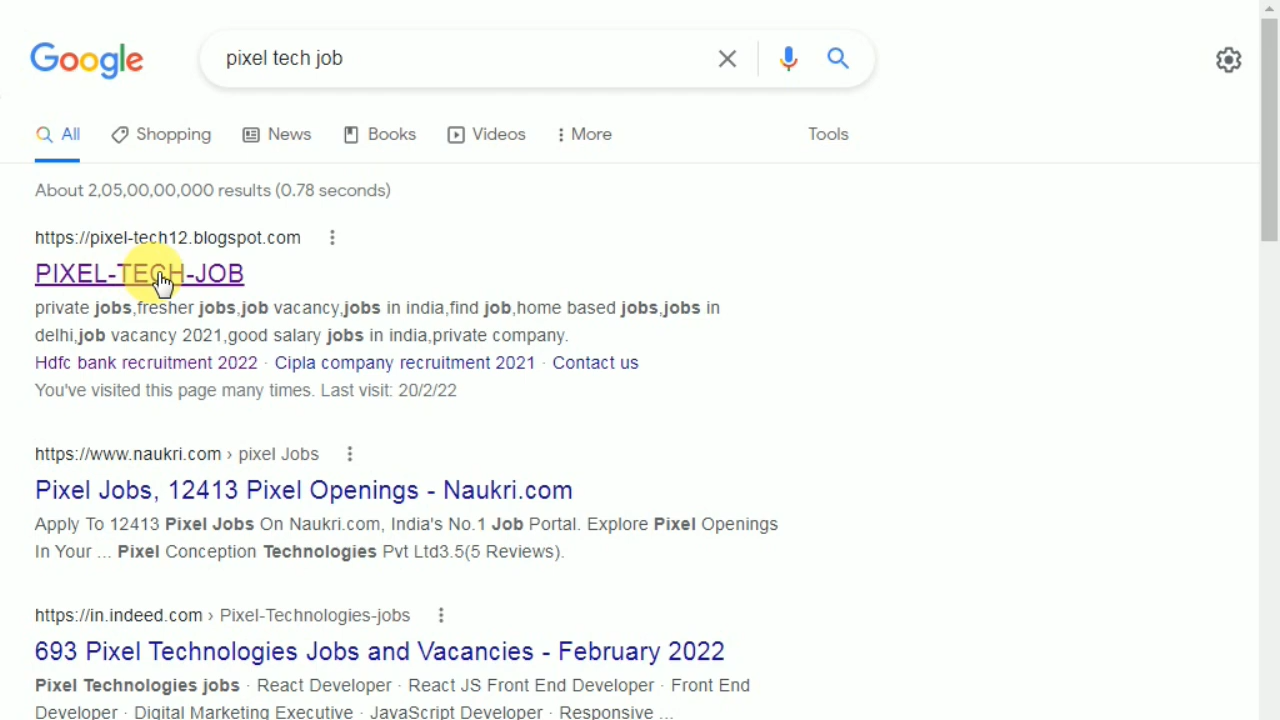 Google
pixel tech job
All Shopping News Books Videos More Tools
About 2,05,00,00,000 results (0.78 seconds)
https://pixel-tech12.blogspot.com
PIXEL-TECH-JOB
private jobs,fresher jobs,job vacancy,jobs in india,find job,home based jobs,jobs in
delhi,job vacancy 2021,good salary jobs in india,private company.
Hdfc bank recruitment 2022 · Cipla company recruitment 2021 · Contact us
You've visited this page many times. Last visit: 20/2/22
https://www.naukri.com › pixel Jobs
Pixel Jobs, 12413 Pixel Openings - Naukri.com
Apply To 12413 Pixel Jobs On Naukri.com, India's No.1 Job Portal. Explore Pixel Openings
In Your ... Pixel Conception Technologies Pvt Ltd3.5(5 Reviews).
https://in.indeed.com › Pixel-Technologies-jobs
693 Pixel Technologies Jobs and Vacancies - February 2022
Pixel Technologies jobs · React Developer · React JS Front End Developer · Front End
Developer · Digital Marketing Executive · JavaScript Developer · Responsive ...